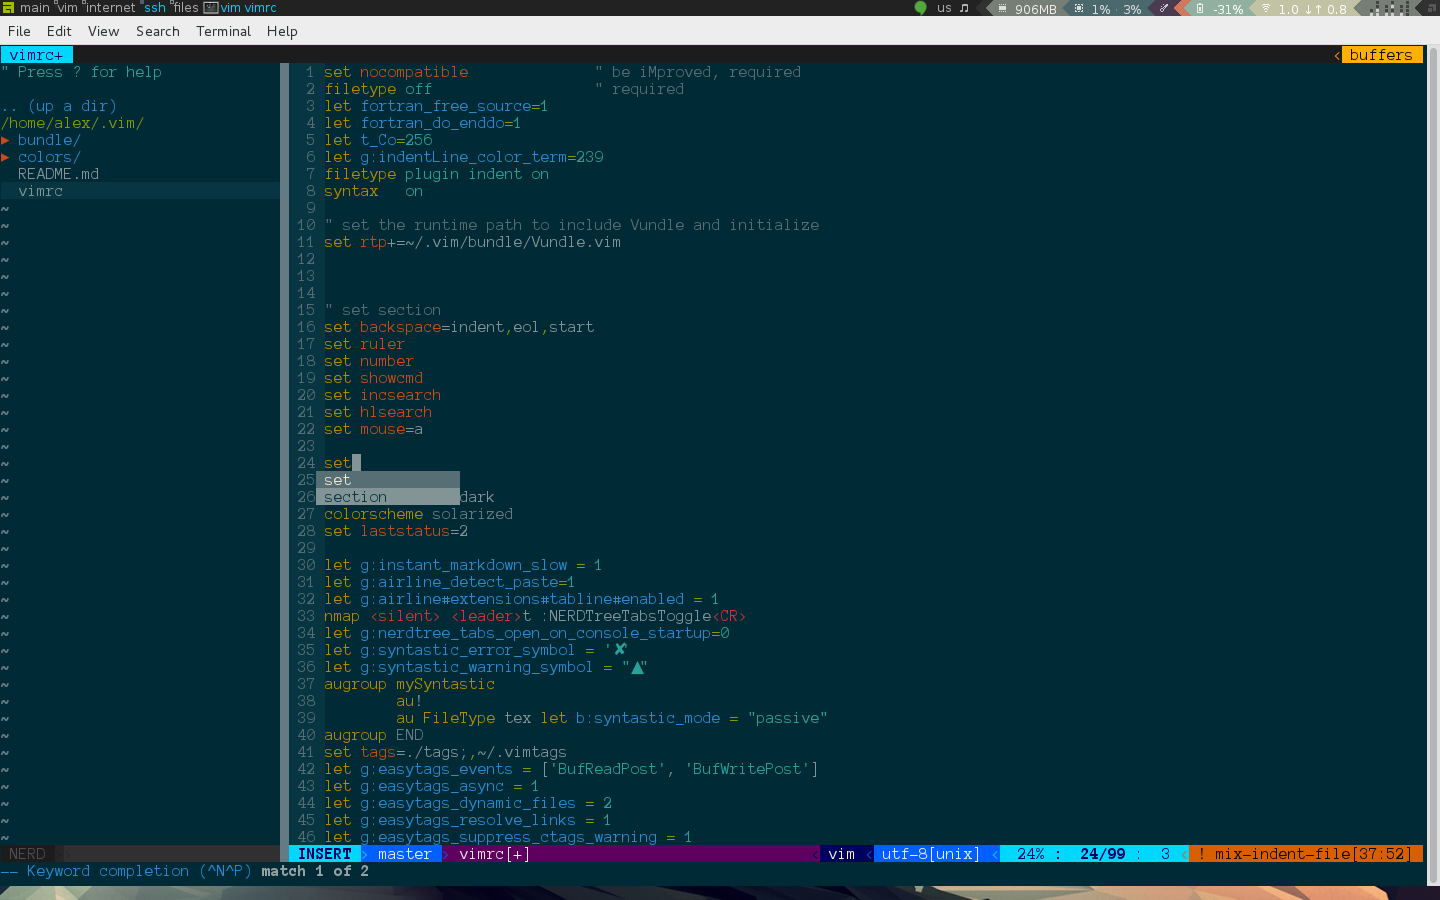 main vim internet ssh files vim vimrc us 906MB 1% · 3% -31% 1.0 ↓↑ 0.8
File Edit View Search Terminal Help
vimrc+ buffers
" Press ? for help
.. (up a dir)
/home/alex/.vim/
▸ bundle/
▸ colors/
README.md
vimrc
1 set nocompatible " be iMproved, required
2 filetype off " required
3 let fortran_free_source=1
4 let fortran_do_enddo=1
5 let t_Co=256
6 let g:indentLine_color_term=239
7 filetype plugin indent on
8 syntax on
9
10 " set the runtime path to include Vundle and initialize
11 set rtp+=~/.vim/bundle/Vundle.vim
12
13
14
15 " set section
16 set backspace=indent,eol,start
17 set ruler
18 set number
19 set showcmd
20 set incsearch
21 set hlsearch
22 set mouse=a
23
24 set
25 set
26 section dark
27 colorscheme solarized
28 set laststatus=2
29
30 let g:instant_markdown_slow = 1
31 let g:airline_detect_paste=1
32 let g:airline#extensions#tabline#enabled = 1
33 nmap <silent> <leader>t :NERDTreeTabsToggle<CR>
34 let g:nerdtree_tabs_open_on_console_startup=0
35 let g:syntastic_error_symbol = '✘'
36 let g:syntastic_warning_symbol = "▲"
37 augroup mySyntastic
38 au!
39 au FileType tex let b:syntastic_mode = "passive"
40 augroup END
41 set tags=./tags;,~/.vimtags
42 let g:easytags_events = ['BufReadPost', 'BufWritePost']
43 let g:easytags_async = 1
44 let g:easytags_dynamic_files = 2
45 let g:easytags_resolve_links = 1
46 let g:easytags_suppress_ctags_warning = 1
NERD INSERT master vimrc[+] vim utf-8[unix] 24% : 24/99 : 3 ! mix-indent-file[37:52]
-- Keyword completion (^N^P) match 1 of 2